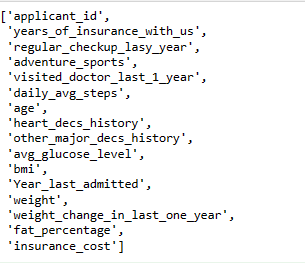 ['applicant_id',
'years_of_insurance_with_us',
'regular_checkup_lasy_year',
'adventure_sports',
'visited_doctor_last_1_year',
'daily_avg_steps',
'age',
'heart_decs_history',
'other_major_decs_history',
'avg_glucose_level',
'bmi',
'Year_last_admitted',
'weight',
'weight_change_in_last_one_year',
'fat_percentage',
'insurance_cost']